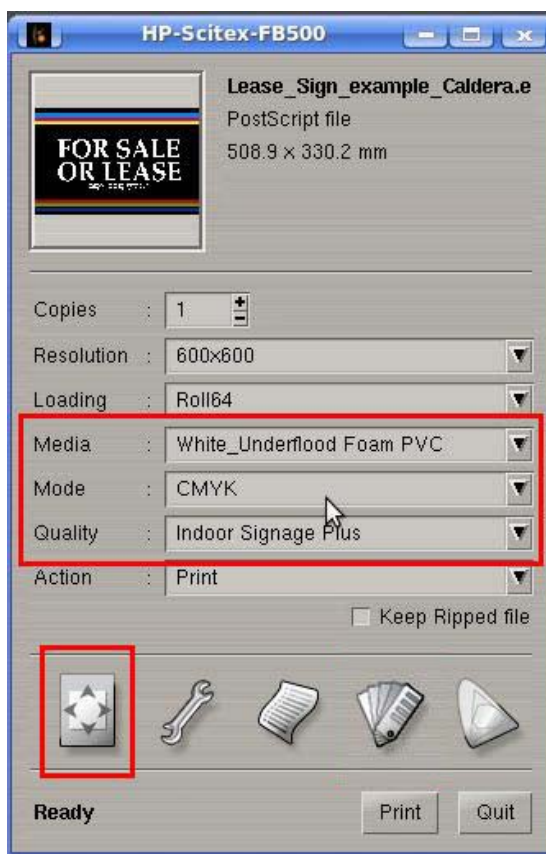 HP-Scitex-FB500
Lease_Sign_example_Caldera.e
PostScript file
508.9 x 330.2 mm
FOR SALE
OR LEASE
Copies : 1
Resolution : 600x600
Loading : Roll64
Media : White_Underflood Foam PVC
Mode : CMYK
Quality : Indoor Signage Plus
Action : Print
Keep Ripped file
Ready
Print
Quit